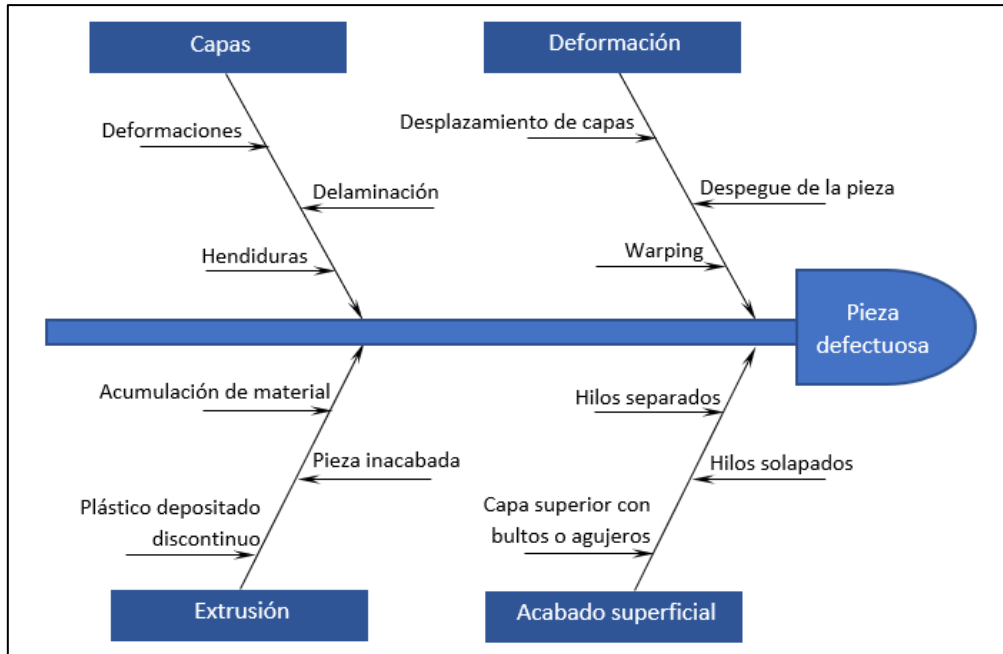 Capas
Deformación
Deformaciones
Delaminación
Hendiduras
Desplazamiento de capas
Despegue de la pieza
Warping
Pieza
defectuosa
Acumulación de material
Pieza inacabada
Plástico depositado
discontinuo
Hilos separados
Hilos solapados
Capa superior con
bultos o agujeros
Extrusión
Acabado superficial